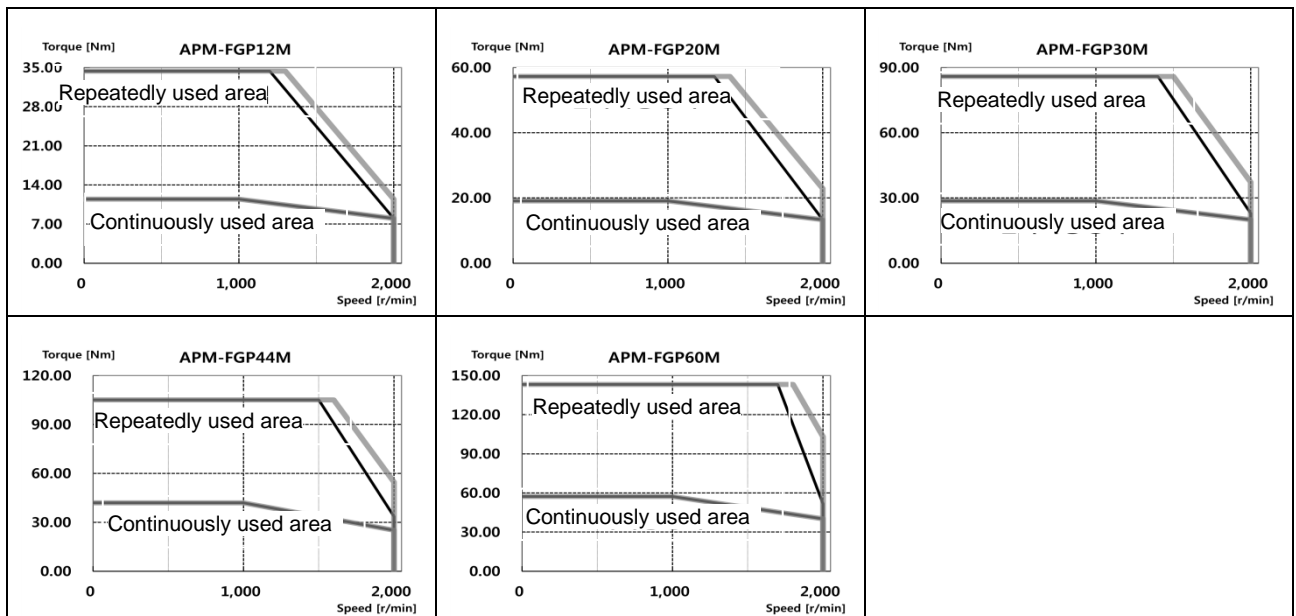 Torque [Nm] APM-FGP12M
35.00
Repeatedly used area
28.00
21.00
14.00
Continuously used area
7.00
0.00
0 1,000 2,000
Speed [r/min]
Torque [Nm] APM-FGP20M
60.00
Repeatedly used area
40.00
20.00
Continuously used area
0.00
0 1,000 2,000
Speed [r/min]
Torque [Nm] APM-FGP30M
90.00
Repeatedly used area
60.00
30.00
Continuously used area
0.00
0 1,000 2,000
Speed [r/min]
Torque [Nm] APM-FGP44M
120.00
Repeatedly used area
90.00
60.00
30.00
Continuously used area
0.00
0 1,000 2,000
Speed [r/min]
Torque [Nm] APM-FGP60M
150.00
Repeatedly used area
120.00
90.00
60.00
Continuously used area
30.00
0.00
0 1,000 2,000
Speed [r/min]